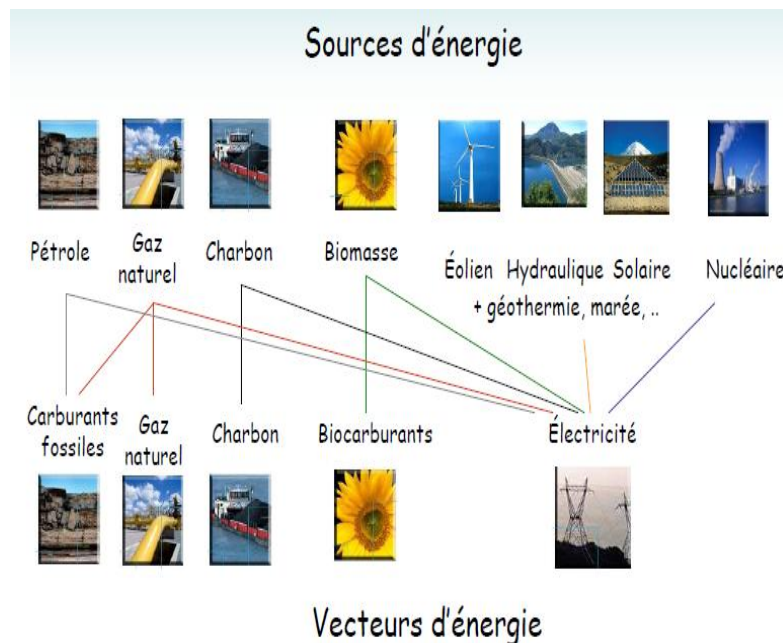 Sources d'énergie
Pétrole
Gaz
naturel
Charbon
Biomasse
Éolien Hydraulique Solaire
+ géothermie, marée, ..
Nucléaire
Carburants
fossiles
Gaz
naturel
Charbon
Biocarburants
Électricité
Vecteurs d'énergie